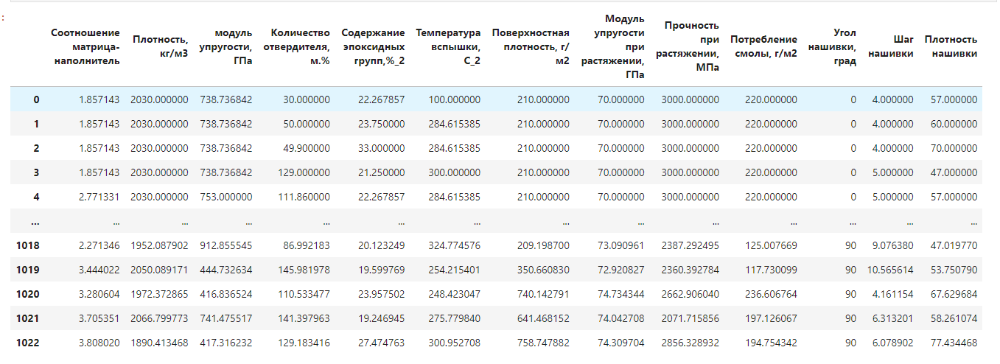 :
Соотношение матрица-наполнитель Плотность, кг/м3 модуль упругости, ГПа Количество отвердителя, м.% Содержание эпоксидных групп,%_2 Температура вспышки, С_2 Поверхностная плотность, г/м2 Модуль упругости при растяжении, ГПа Прочность при растяжении, МПа Потребление смолы, г/м2 Угол нашивки, град Шаг нашивки Плотность нашивки
0 1.857143 2030.000000 738.736842 30.000000 22.267857 100.000000 210.000000 70.000000 3000.000000 220.000000 0 4.000000 57.000000
1 1.857143 2030.000000 738.736842 50.000000 23.750000 284.615385 210.000000 70.000000 3000.000000 220.000000 0 4.000000 60.000000
2 1.857143 2030.000000 738.736842 49.900000 33.000000 284.615385 210.000000 70.000000 3000.000000 220.000000 0 4.000000 70.000000
3 1.857143 2030.000000 738.736842 129.000000 21.250000 300.000000 210.000000 70.000000 3000.000000 220.000000 0 5.000000 47.000000
4 2.771331 2030.000000 753.000000 111.860000 22.267857 284.615385 210.000000 70.000000 3000.000000 220.000000 0 5.000000 57.000000
... ... ... ... ... ... ... ... ... ... ... ... ... ...
1018 2.271346 1952.087902 912.855545 86.992183 20.123249 324.774576 209.198700 73.090961 2387.292495 125.007669 90 9.076380 47.019770
1019 3.444022 2050.089171 444.732634 145.981978 19.599769 254.215401 350.660830 72.920827 2360.392784 117.730099 90 10.565614 53.750790
1020 3.280604 1972.372865 416.836524 110.533477 23.957502 248.423047 740.142791 74.734344 2662.906040 236.606764 90 4.161154 67.629684
1021 3.705351 2066.799773 741.475517 141.397963 19.246945 275.779840 641.468152 74.042708 2071.715856 197.126067 90 6.313201 58.261074
1022 3.808020 1890.413468 417.316232 129.183416 27.474763 300.952708 758.747882 74.309704 2856.328932 194.754342 90 6.078902 77.434468